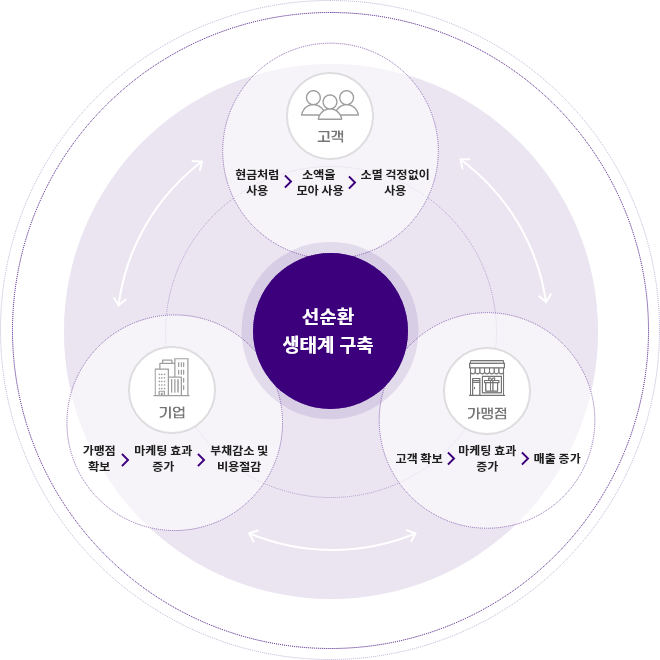 고객
현금처럼
사용
소액을
모아 사용
소멸 걱정없이
사용
선순환
생태계 구축
기업
가맹점
확보
마케팅 효과
증가
부채감소 및
비용절감
가맹점
고객 확보
마케팅 효과
증가
매출 증가